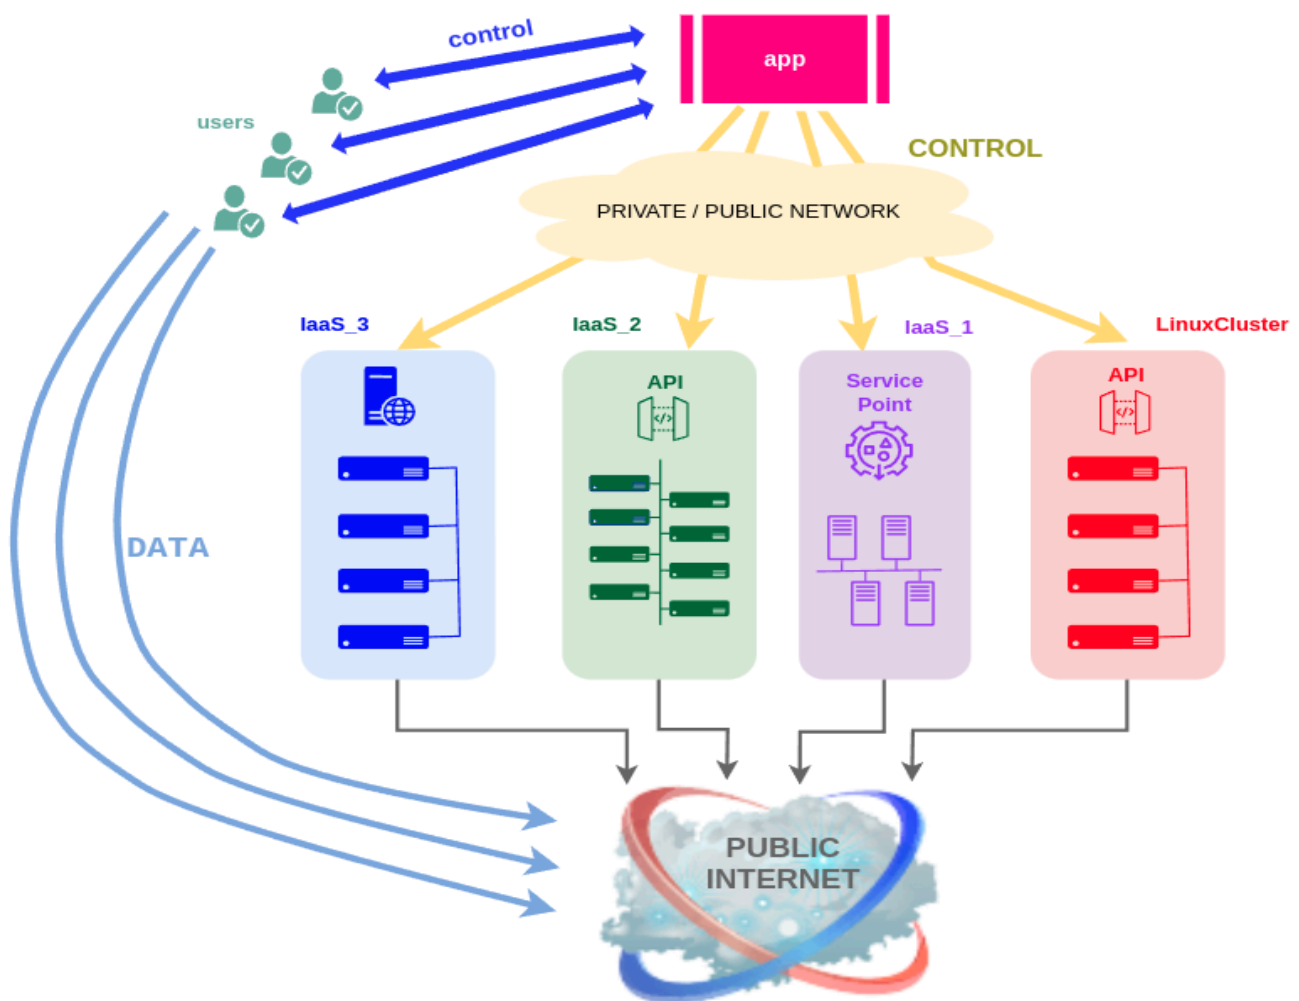 control
app
users
CONTROL
PRIVATE / PUBLIC NETWORK
IaaS_3
IaaS_2
IaaS_1
LinuxCluster
API
</>
Service
Point
API
</>
DATA
PUBLIC
INTERNET